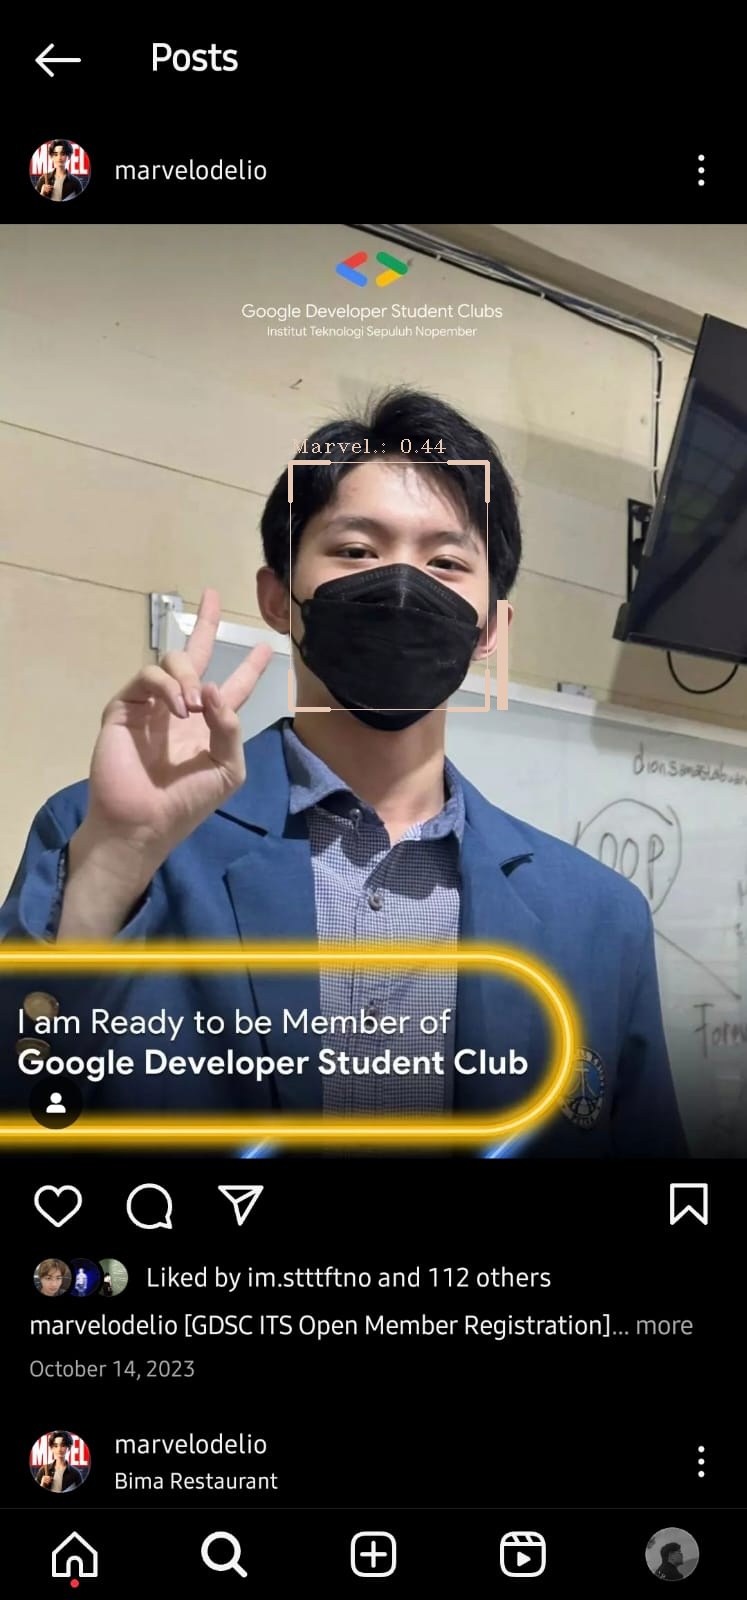 Posts
marvelodelio
Google Developer Student Clubs
Institut Teknologi Sepuluh Nopember
Marvel.: 0.44
OOP
I am Ready to be Member of
Google Developer Student Club
Liked by im.stttftno and 112 others
marvelodelio [GDSC ITS Open Member Registration]... more
October 14, 2023
marvelodelio
Bima Restaurant